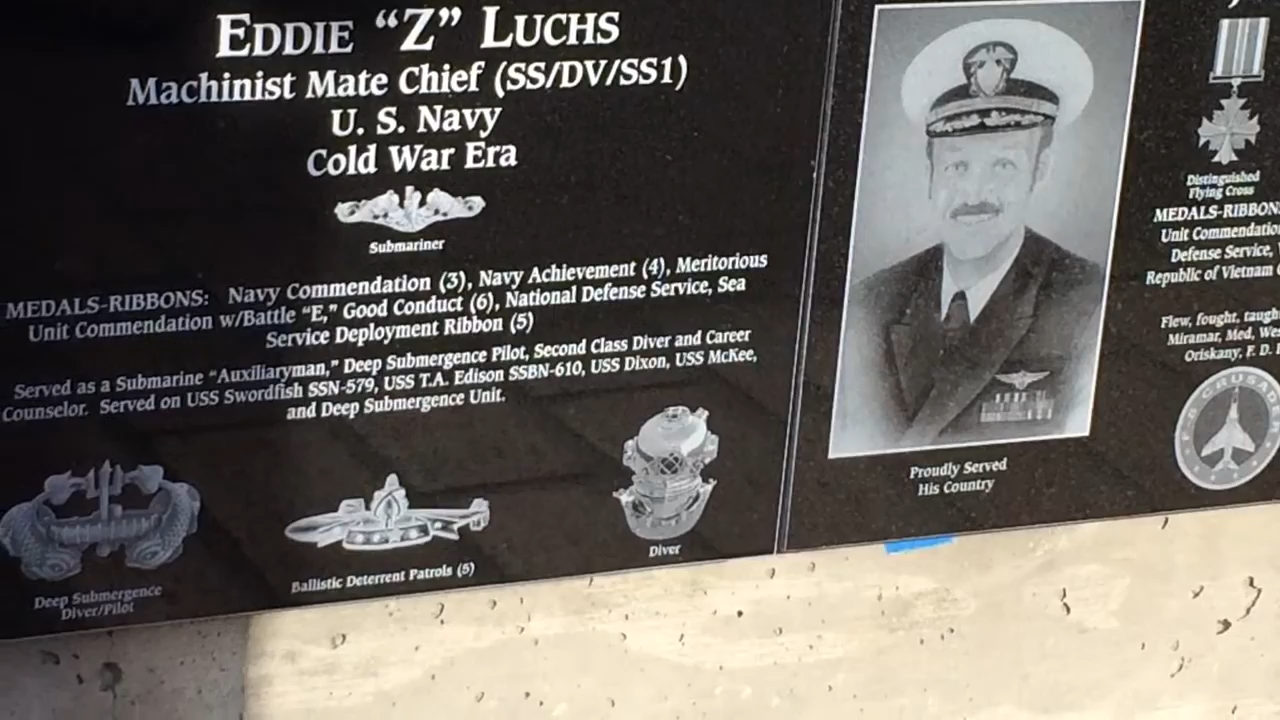 EDDIE “Z” LUCHS
Machinist Mate Chief (SS/DV/SS1)
U. S. Navy
Cold War Era
Submariner
MEDALS-RIBBONS: Navy Commendation (3), Navy Achievement (4), Meritorious
Unit Commendation w/Battle “E,” Good Conduct (6), National Defense Service, Sea
Service Deployment Ribbon (5)
Served as a Submarine “Auxiliaryman,” Deep Submergence Pilot, Second Class Diver and Career
Counselor. Served on USS Swordfish SSN-579, USS T.A. Edison SSBN-610, USS Dixon, USS McKee,
and Deep Submergence Unit.
Deep Submergence
Diver/Pilot
Ballistic Deterrent Patrols (5)
Diver
Proudly Served
His Country
Distinguished
Flying Cross
MEDALS-RIBBONS
Unit Commendatio
Defense Service,
Republic of Vietnam
Flew, fought, taugh
Miramar, Med, We
Oriskany, F. D.
CRUSAD